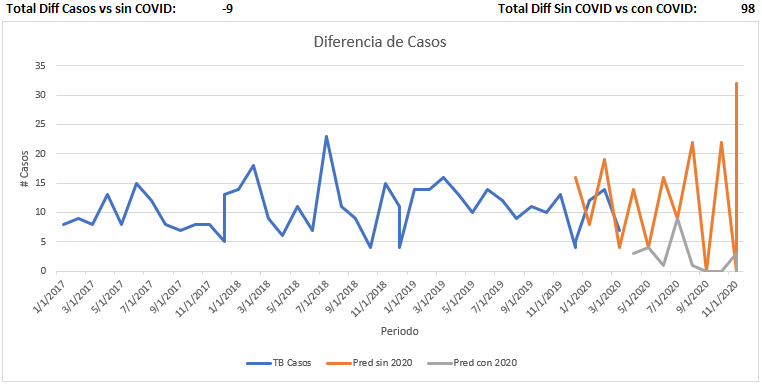 Total Diff Casos vs sin COVID: -9 Total Diff Sin COVID vs con COVID: 98
Diferencia de Casos
35
30
25
20
15
10
5
0
# Casos
1/1/2017 3/1/2017 5/1/2017 7/1/2017 9/1/2017 11/1/2017 1/1/2018 3/1/2018 5/1/2018 7/1/2018 9/1/2018 11/1/2018 1/1/2019 3/1/2019 5/1/2019 7/1/2019 9/1/2019 11/1/2019 1/1/2020 3/1/2020 5/1/2020 7/1/2020 9/1/2020 11/1/2020
Periodo
TB Casos Pred sin 2020 Pred con 2020